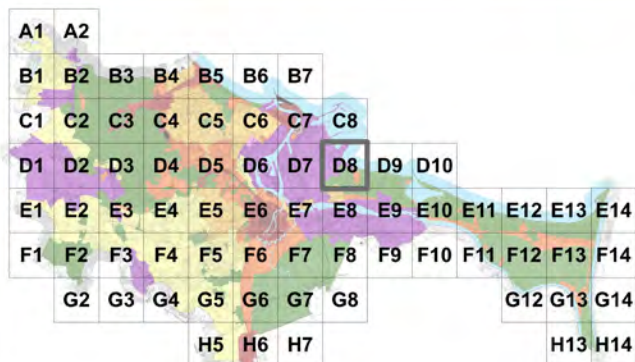 A1 A2
B1 B2 B3 B4 B5 B6 B7
C1 C2 C3 C4 C5 C6 C7 C8
D1 D2 D3 D4 D5 D6 D7 D8 D9 D10
E1 E2 E3 E4 E5 E6 E7 E8 E9 E10 E11 E12 E13 E14
F1 F2 F3 F4 F5 F6 F7 F8 F9 F10 F11 F12 F13 F14
G2 G3 G4 G5 G6 G7 G8 G12 G13 G14
H5 H6 H7 H13 H14